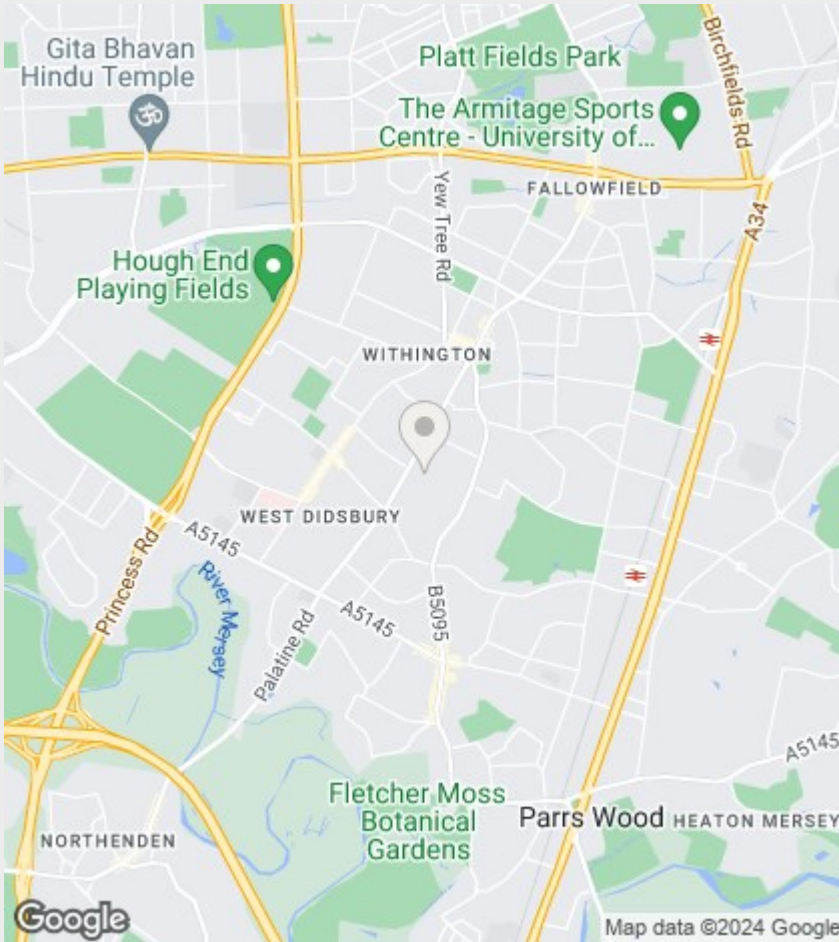 Gita Bhavan
Hindu Temple
Platt Fields Park
Birchfields Rd
The Armitage Sports
Centre - University of...
FALLOWFIELD
Yew Tree Rd
A34
Hough End
Playing Fields
WITHINGTON
WEST DIDSBURY
A5145
Princess Rd
River Mersey
A5145
B5095
Palatine Rd
A5145
Fletcher Moss
Botanical
Gardens
Parrs Wood
HEATON MERSEY
NORTHENDEN
Google
Map data ©2024 Google